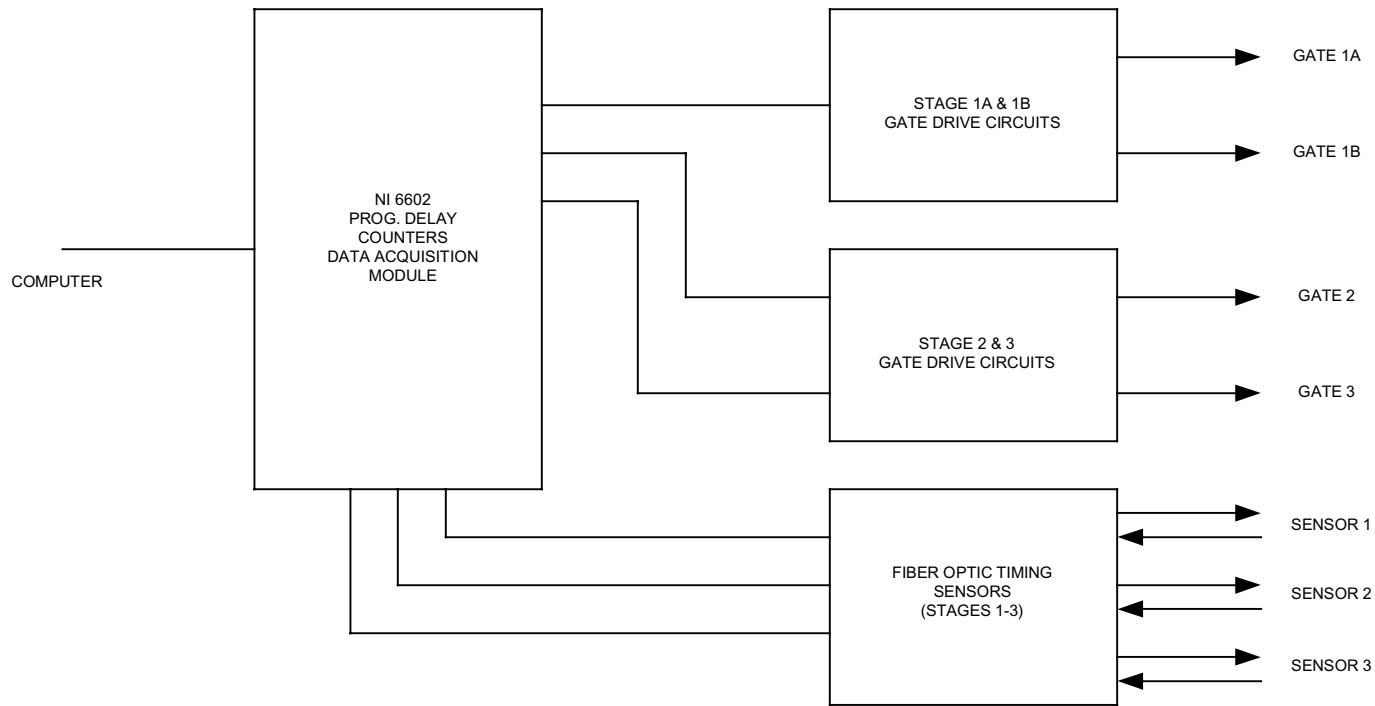 COMPUTER
NI 6602
PROG. DELAY
COUNTERS
DATA ACQUISITION
MODULE
STAGE 1A & 1B
GATE DRIVE CIRCUITS
GATE 1A
GATE 1B
STAGE 2 & 3
GATE DRIVE CIRCUITS
GATE 2
GATE 3
FIBER OPTIC TIMING
SENSORS
(STAGES 1-3)
SENSOR 1
SENSOR 2
SENSOR 3